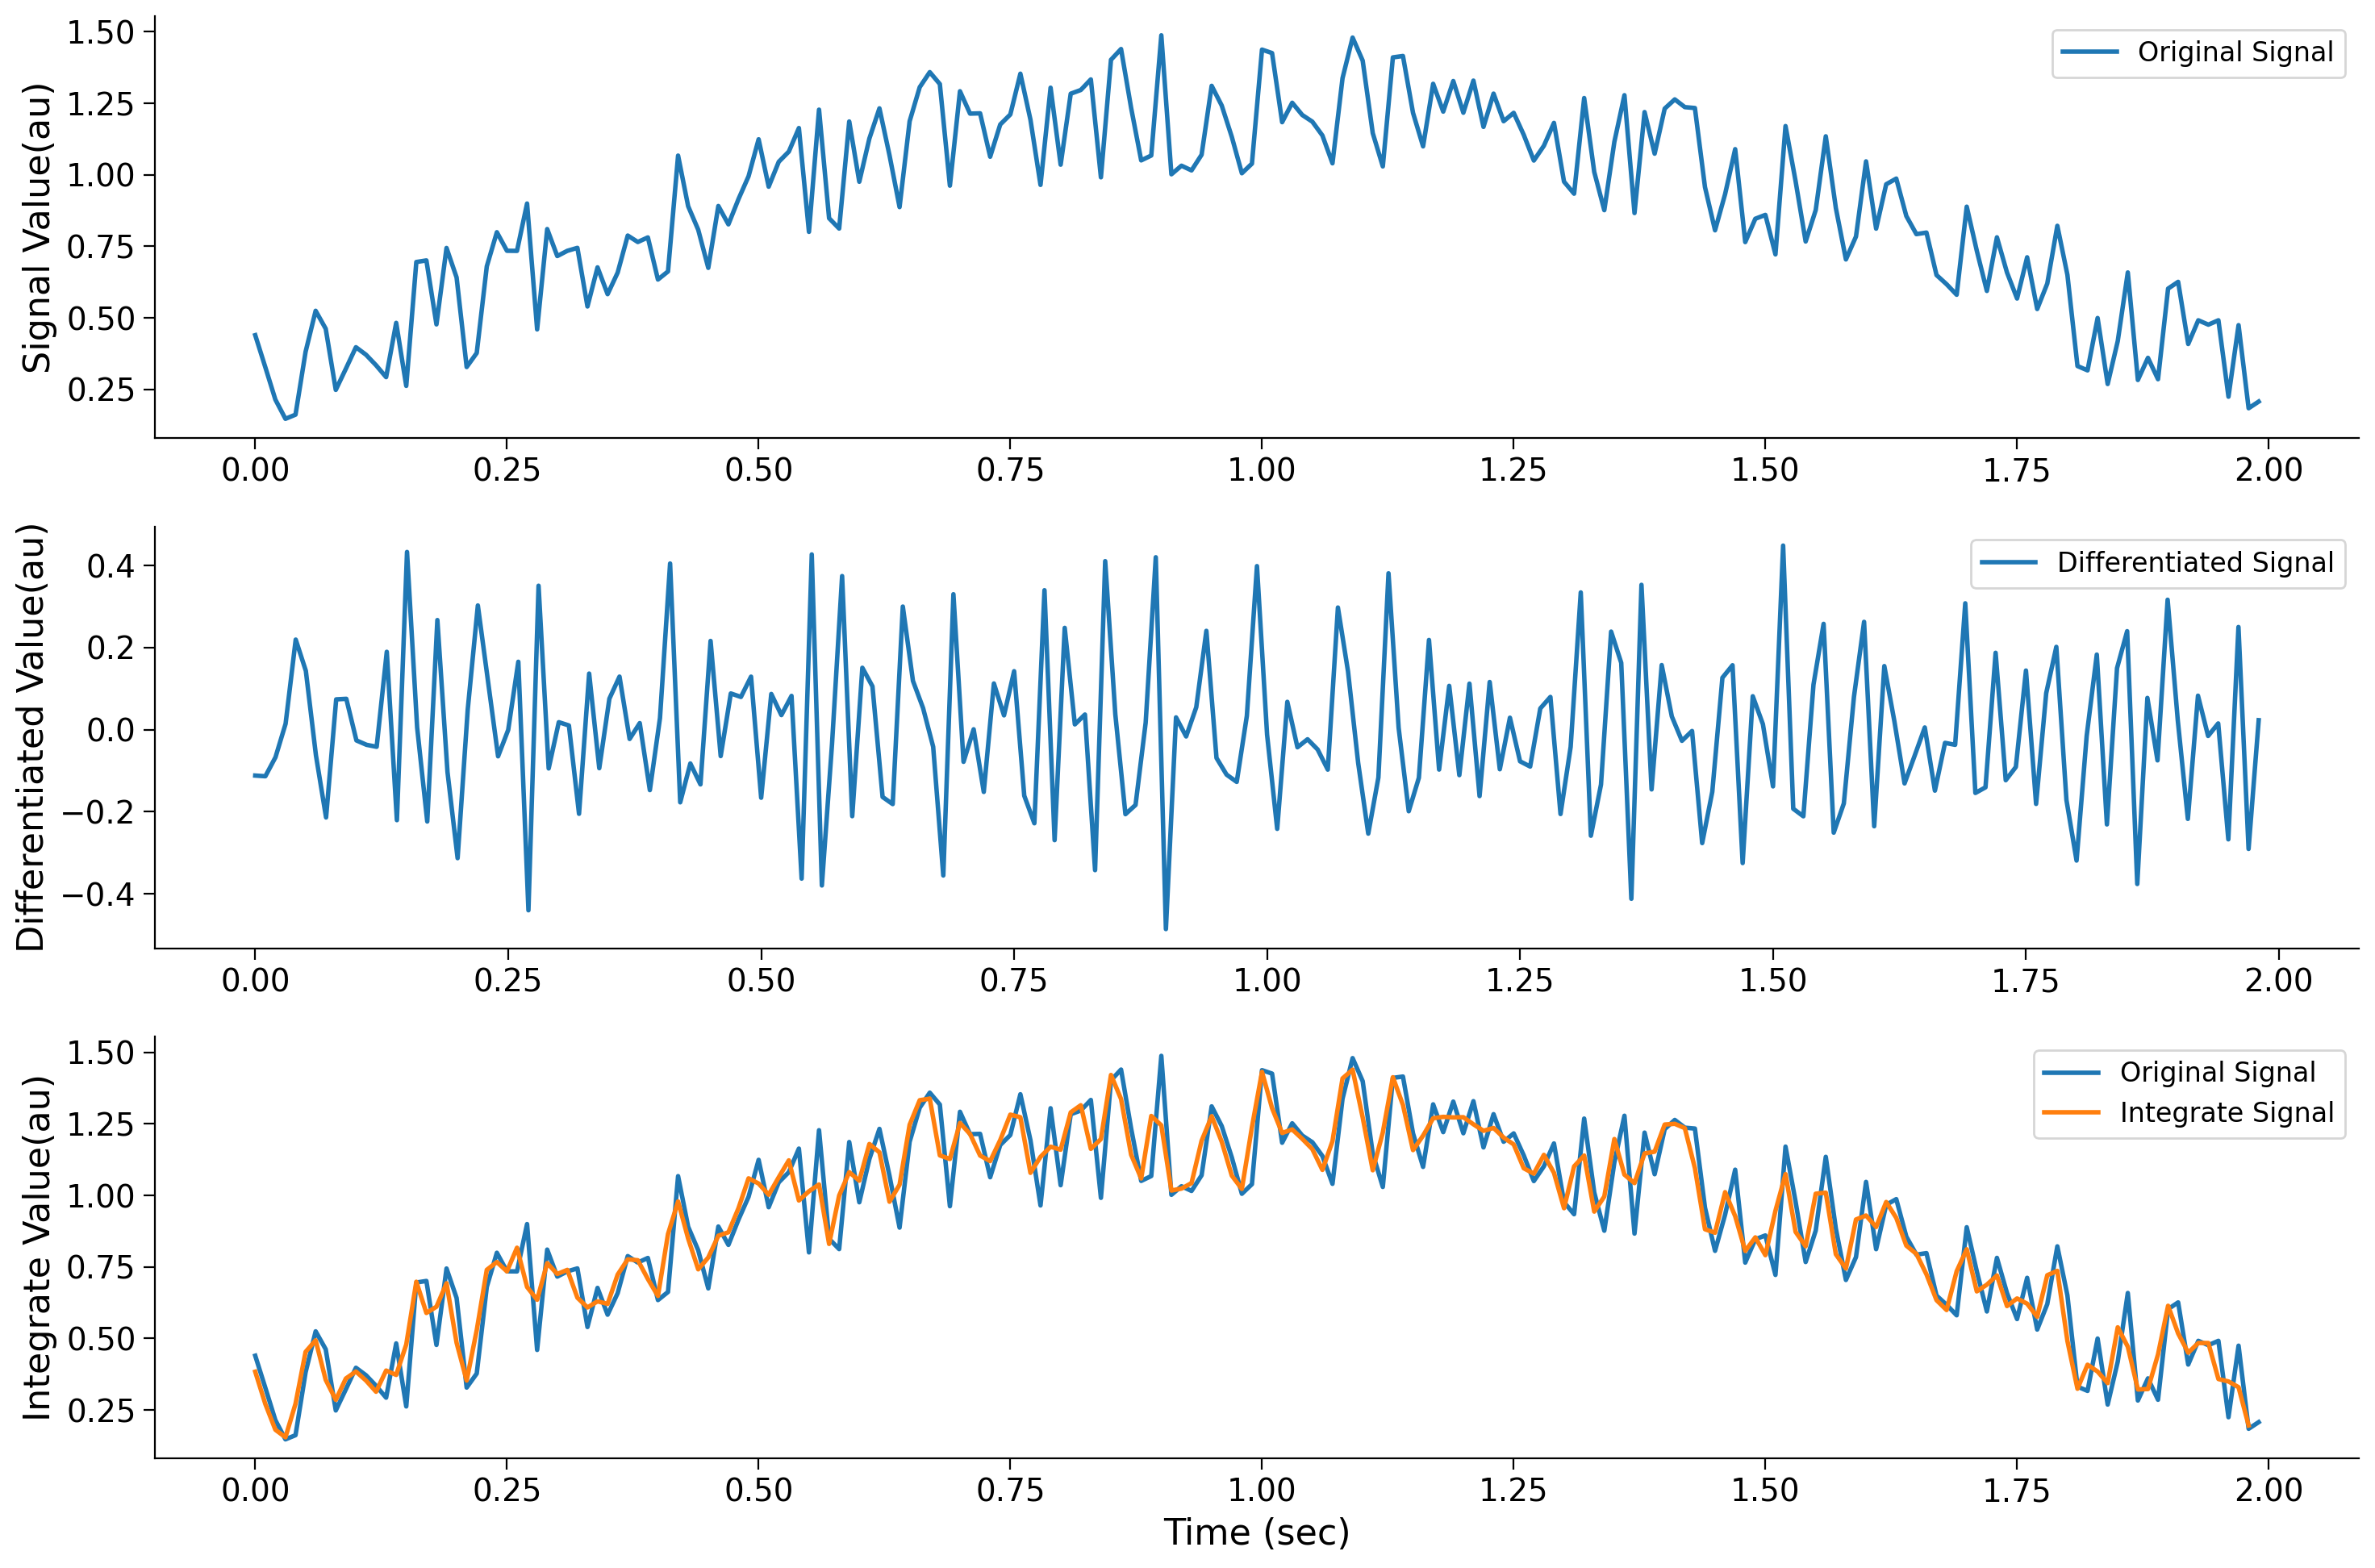 Signal Value(au)
1.50
1.25
1.00
0.75
0.50
0.25
Original Signal
0.00 0.25 0.50 0.75 1.00 1.25 1.50 1.75 2.00
Differentiated Value(au)
0.4
0.2
0.0
−0.2
−0.4
Differentiated Signal
0.00 0.25 0.50 0.75 1.00 1.25 1.50 1.75 2.00
Integrate Value(au)
1.50
1.25
1.00
0.75
0.50
0.25
Original Signal
Integrate Signal
0.00 0.25 0.50 0.75 1.00 1.25 1.50 1.75 2.00
Time (sec)